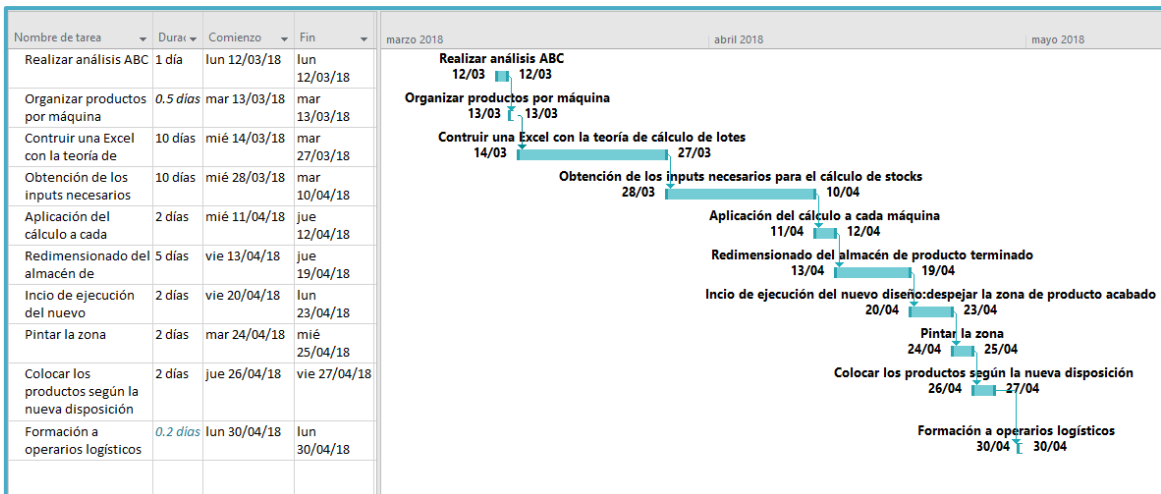 Nombre de tarea Durac Comienzo Fin
Realizar análisis ABC 1 día lun 12/03/18 lun
12/03/18
Organizar productos 0.5 días mar 13/03/18 mar
por máquina 13/03/18
Contruir una Excel 10 días mié 14/03/18 mar
con la teoría de 27/03/18
Obtención de los 10 días mié 28/03/18 mar
inputs necesarios 10/04/18
Aplicación del 2 días mié 11/04/18 jue
cálculo a cada 12/04/18
Redimensionado del 5 días vie 13/04/18 jue
almacén de 19/04/18
Incio de ejecución 2 días vie 20/04/18 lun
del nuevo 23/04/18
Pintar la zona 2 días mar 24/04/18 mié
25/04/18
Colocar los 2 días jue 26/04/18 vie 27/04/18
productos según la
nueva disposición
Formación a 0.2 días lun 30/04/18 lun
operarios logísticos 30/04/18
marzo 2018 abril 2018 mayo 2018
Realizar análisis ABC
12/03 12/03
Organizar productos por máquina
13/03 13/03
Contruir una Excel con la teoría de cálculo de lotes
14/03 27/03
Obtención de los inputs necesarios para el cálculo de stocks
28/03 10/04
Aplicación del cálculo a cada máquina
11/04 12/04
Redimensionado del almacén de producto terminado
13/04 19/04
Incio de ejecución del nuevo diseño:despejar la zona de producto acabado
20/04 23/04
Pintar la zona
24/04 25/04
Colocar los productos según la nueva disposición
26/04 27/04
Formación a operarios logísticos
30/04 30/04